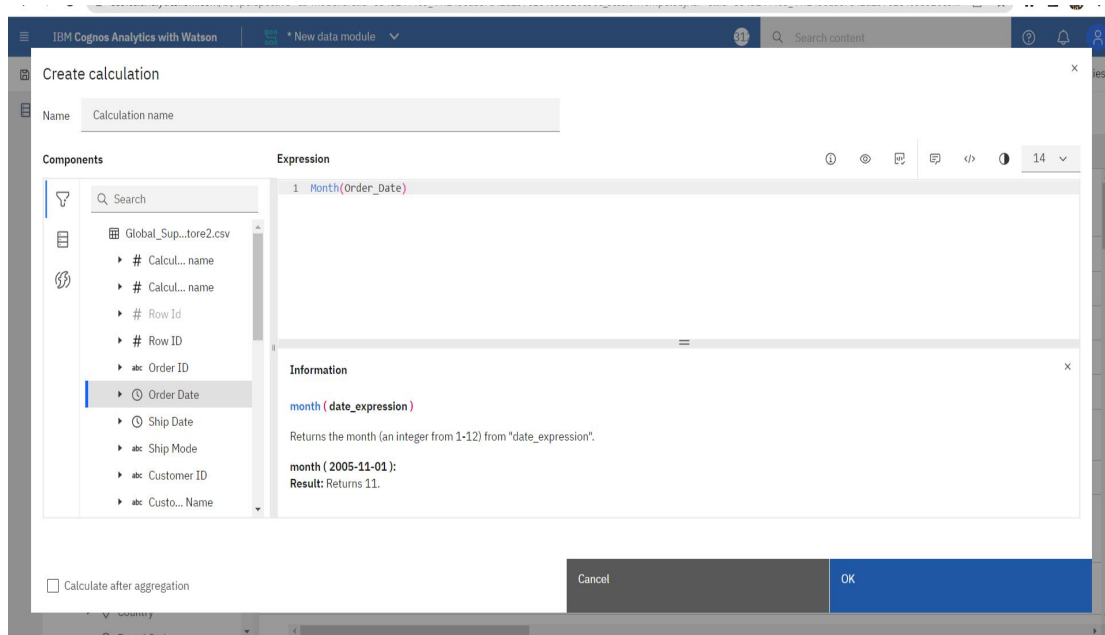 IBM Cognos Analytics with Watson
* New data module
31
Search content
Create calculation
×
ies
Name
Calculation name
Components
Expression
14
1 Month(Order_Date)
Search
Global_Sup...tore2.csv
# Calcul... name
# Calcul... name
# Row Id
# Row ID
abc Order ID
Order Date
Ship Date
abc Ship Mode
abc Customer ID
abc Custo... Name
Information
×
month ( date_expression )
Returns the month (an integer from 1-12) from "date_expression".
month ( 2005-11-01 ):
Result: Returns 11.
Calculate after aggregation
Cancel
OK
Country